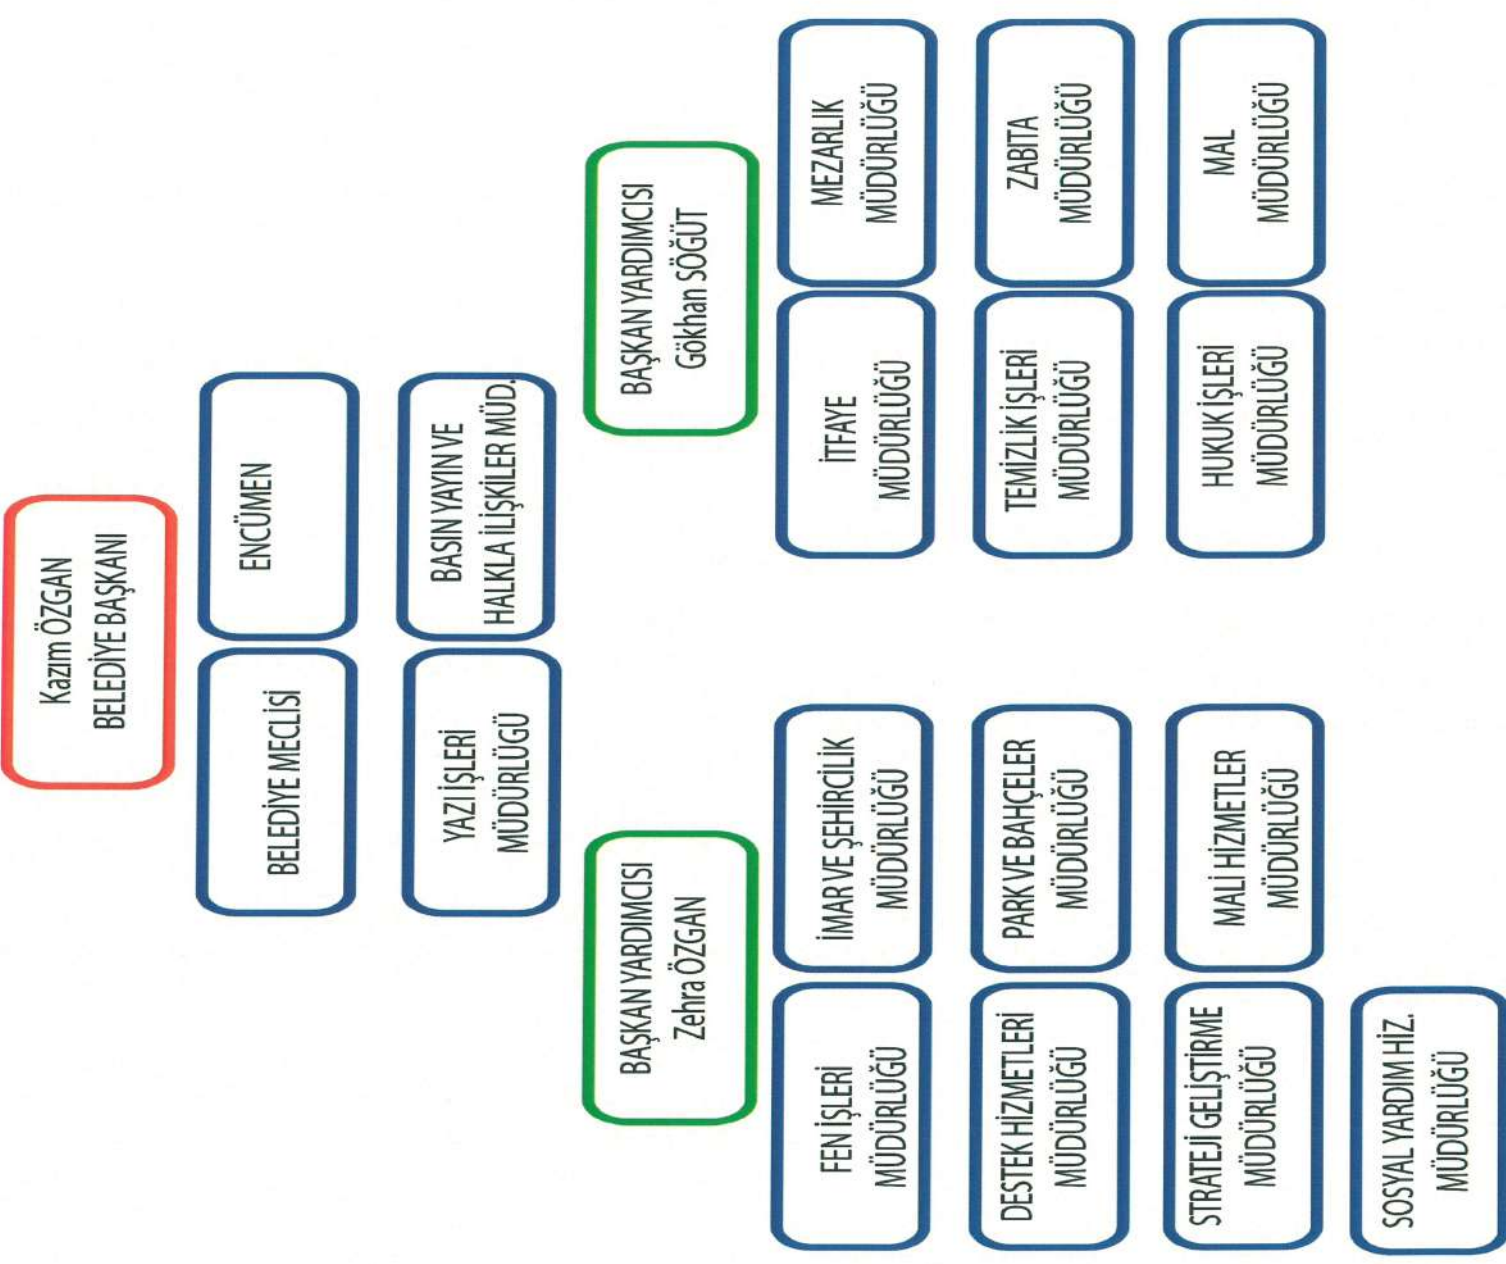 Kazım ÖZGAN
BELEDİYE BAŞKANI
BELEDİYE MECLİSİ
ENCÜMEN
YAZI İŞLERİ
MÜDÜRLÜGÜ
BASIN YAYIN VE
HALKLA İLİŞKİLER MÜD.
BAŞKAN YARDIMCISI
Zehra ÖZGAN
BAŞKAN YARDIMCISI
Gökhan SÖĞÜT
FEN İŞLERİ
MÜDÜRLÜĞÜ
İMAR VE ŞEHİRCİLİK
MÜDÜRLÜĞÜ
DESTEK HİZMETLERİ
MÜDÜRLÜĞÜ
PARK VE BAHÇELER
MÜDÜRLÜĞÜ
STRATEJİ GELİŞTİRME
MÜDÜRLÜĞÜ
MALİ HİZMETLER
MÜDÜRLÜĞÜ
SOSYAL YARDIM HİZ.
MÜDÜRLÜĞÜ
İTFAYE
MÜDÜRLÜĞÜ
MEZARLIK
MÜDÜRLÜĞÜ
TEMİZLİK İŞLERİ
MÜDÜRLÜĞÜ
ZABITA
MÜDÜRLÜĞÜ
HUKUK İŞLERİ
MÜDÜRLÜĞÜ
MAL
MÜDÜRLÜĞÜ